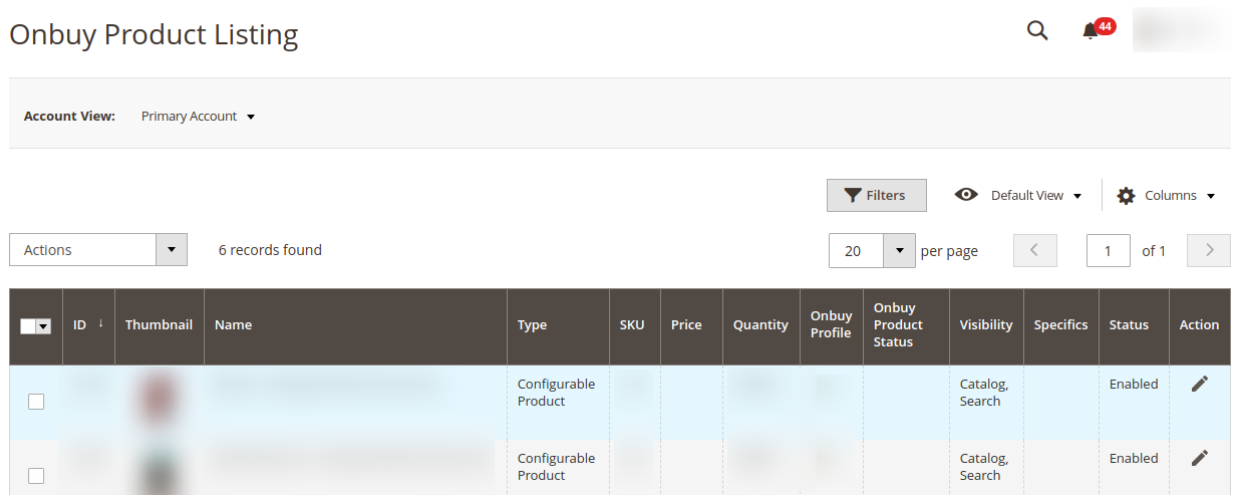 Onbuy Product Listing
44
Account View: Primary Account
Filters Default View Columns
Actions 6 records found 20 per page 1 of 1
ID ↓ Thumbnail Name Type SKU Price Quantity Onbuy Profile Onbuy Product Status Visibility Specifics Status Action
Configurable Product Catalog, Search Enabled
Configurable Product Catalog, Search Enabled